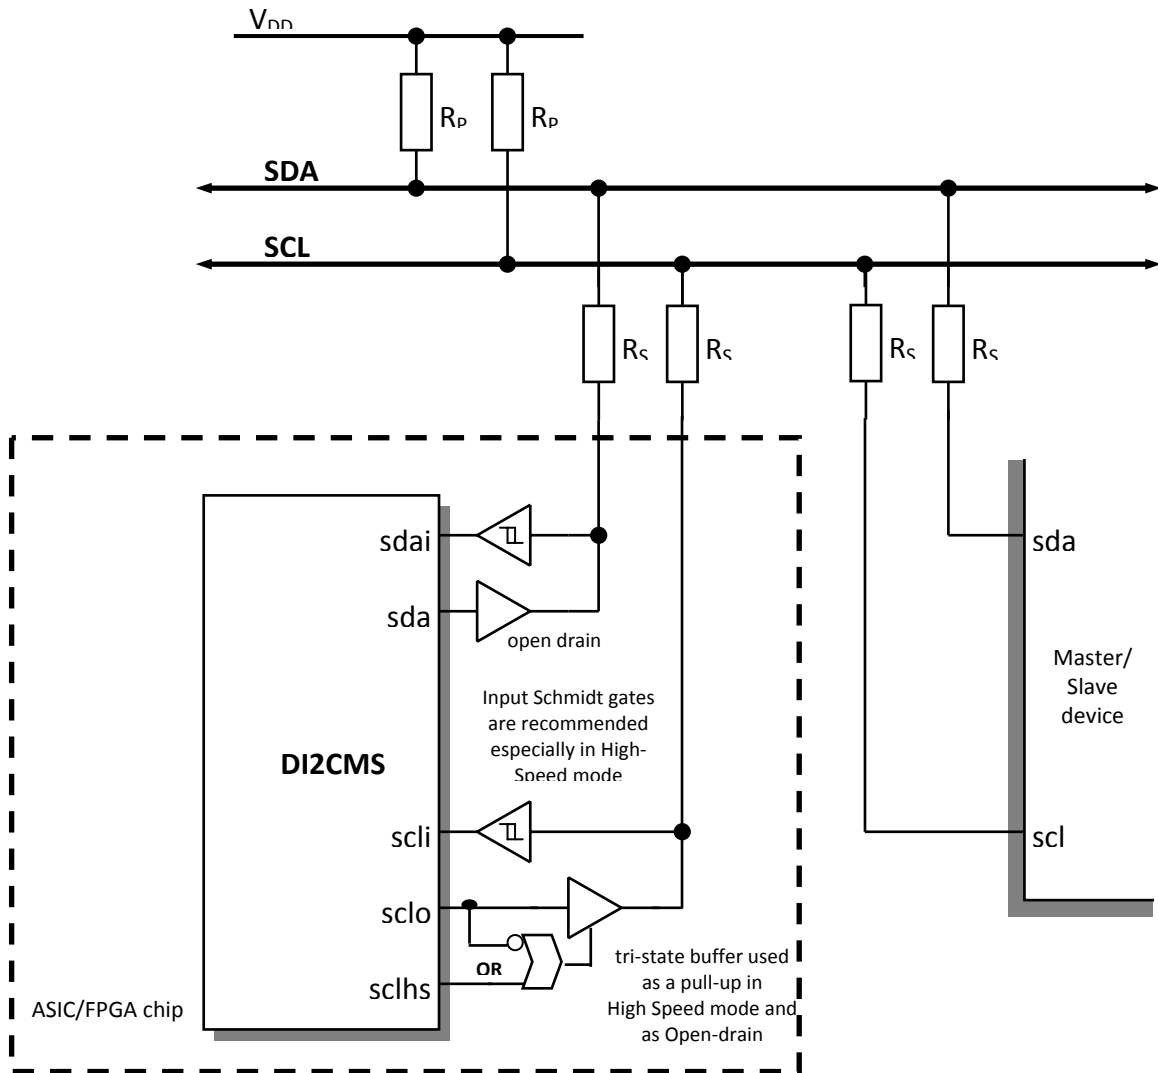 VDD
RP RP
SDA
SCL
RS RS RS RS
sdai
sda
open drain
Input Schmidt gates
are recommended
especially in High-
Speed mode
DI2CMS
scli
sclo
OR
sclhs
ASIC/FPGA chip
tri-state buffer used
as a pull-up in
High Speed mode and
as Open-drain
sda
Master/
Slave
device
scl